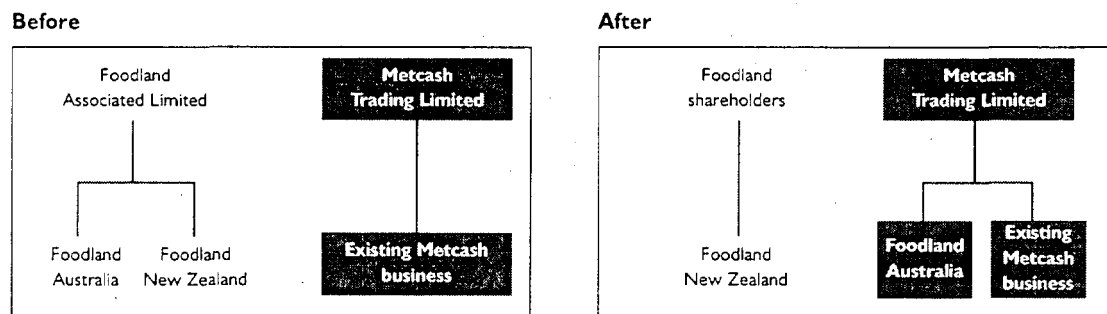 Before
Foodland
Associated Limited
Metcash
Trading Limited
Foodland
Australia
Foodland
New Zealand
Existing Metcash
business
After
Foodland
shareholders
Metcash
Trading Limited
Foodland
New Zealand
Foodland
Australia
Existing
Metcash
business